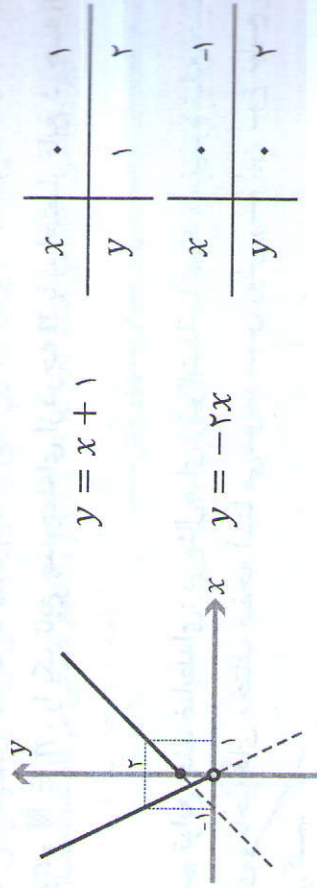 y = x + ۱
x ۰ ۱
y ۱ ۲
y = -۲x
x ۰ -۱
y ۰ ۲
y
۲
-۱ ۱ x